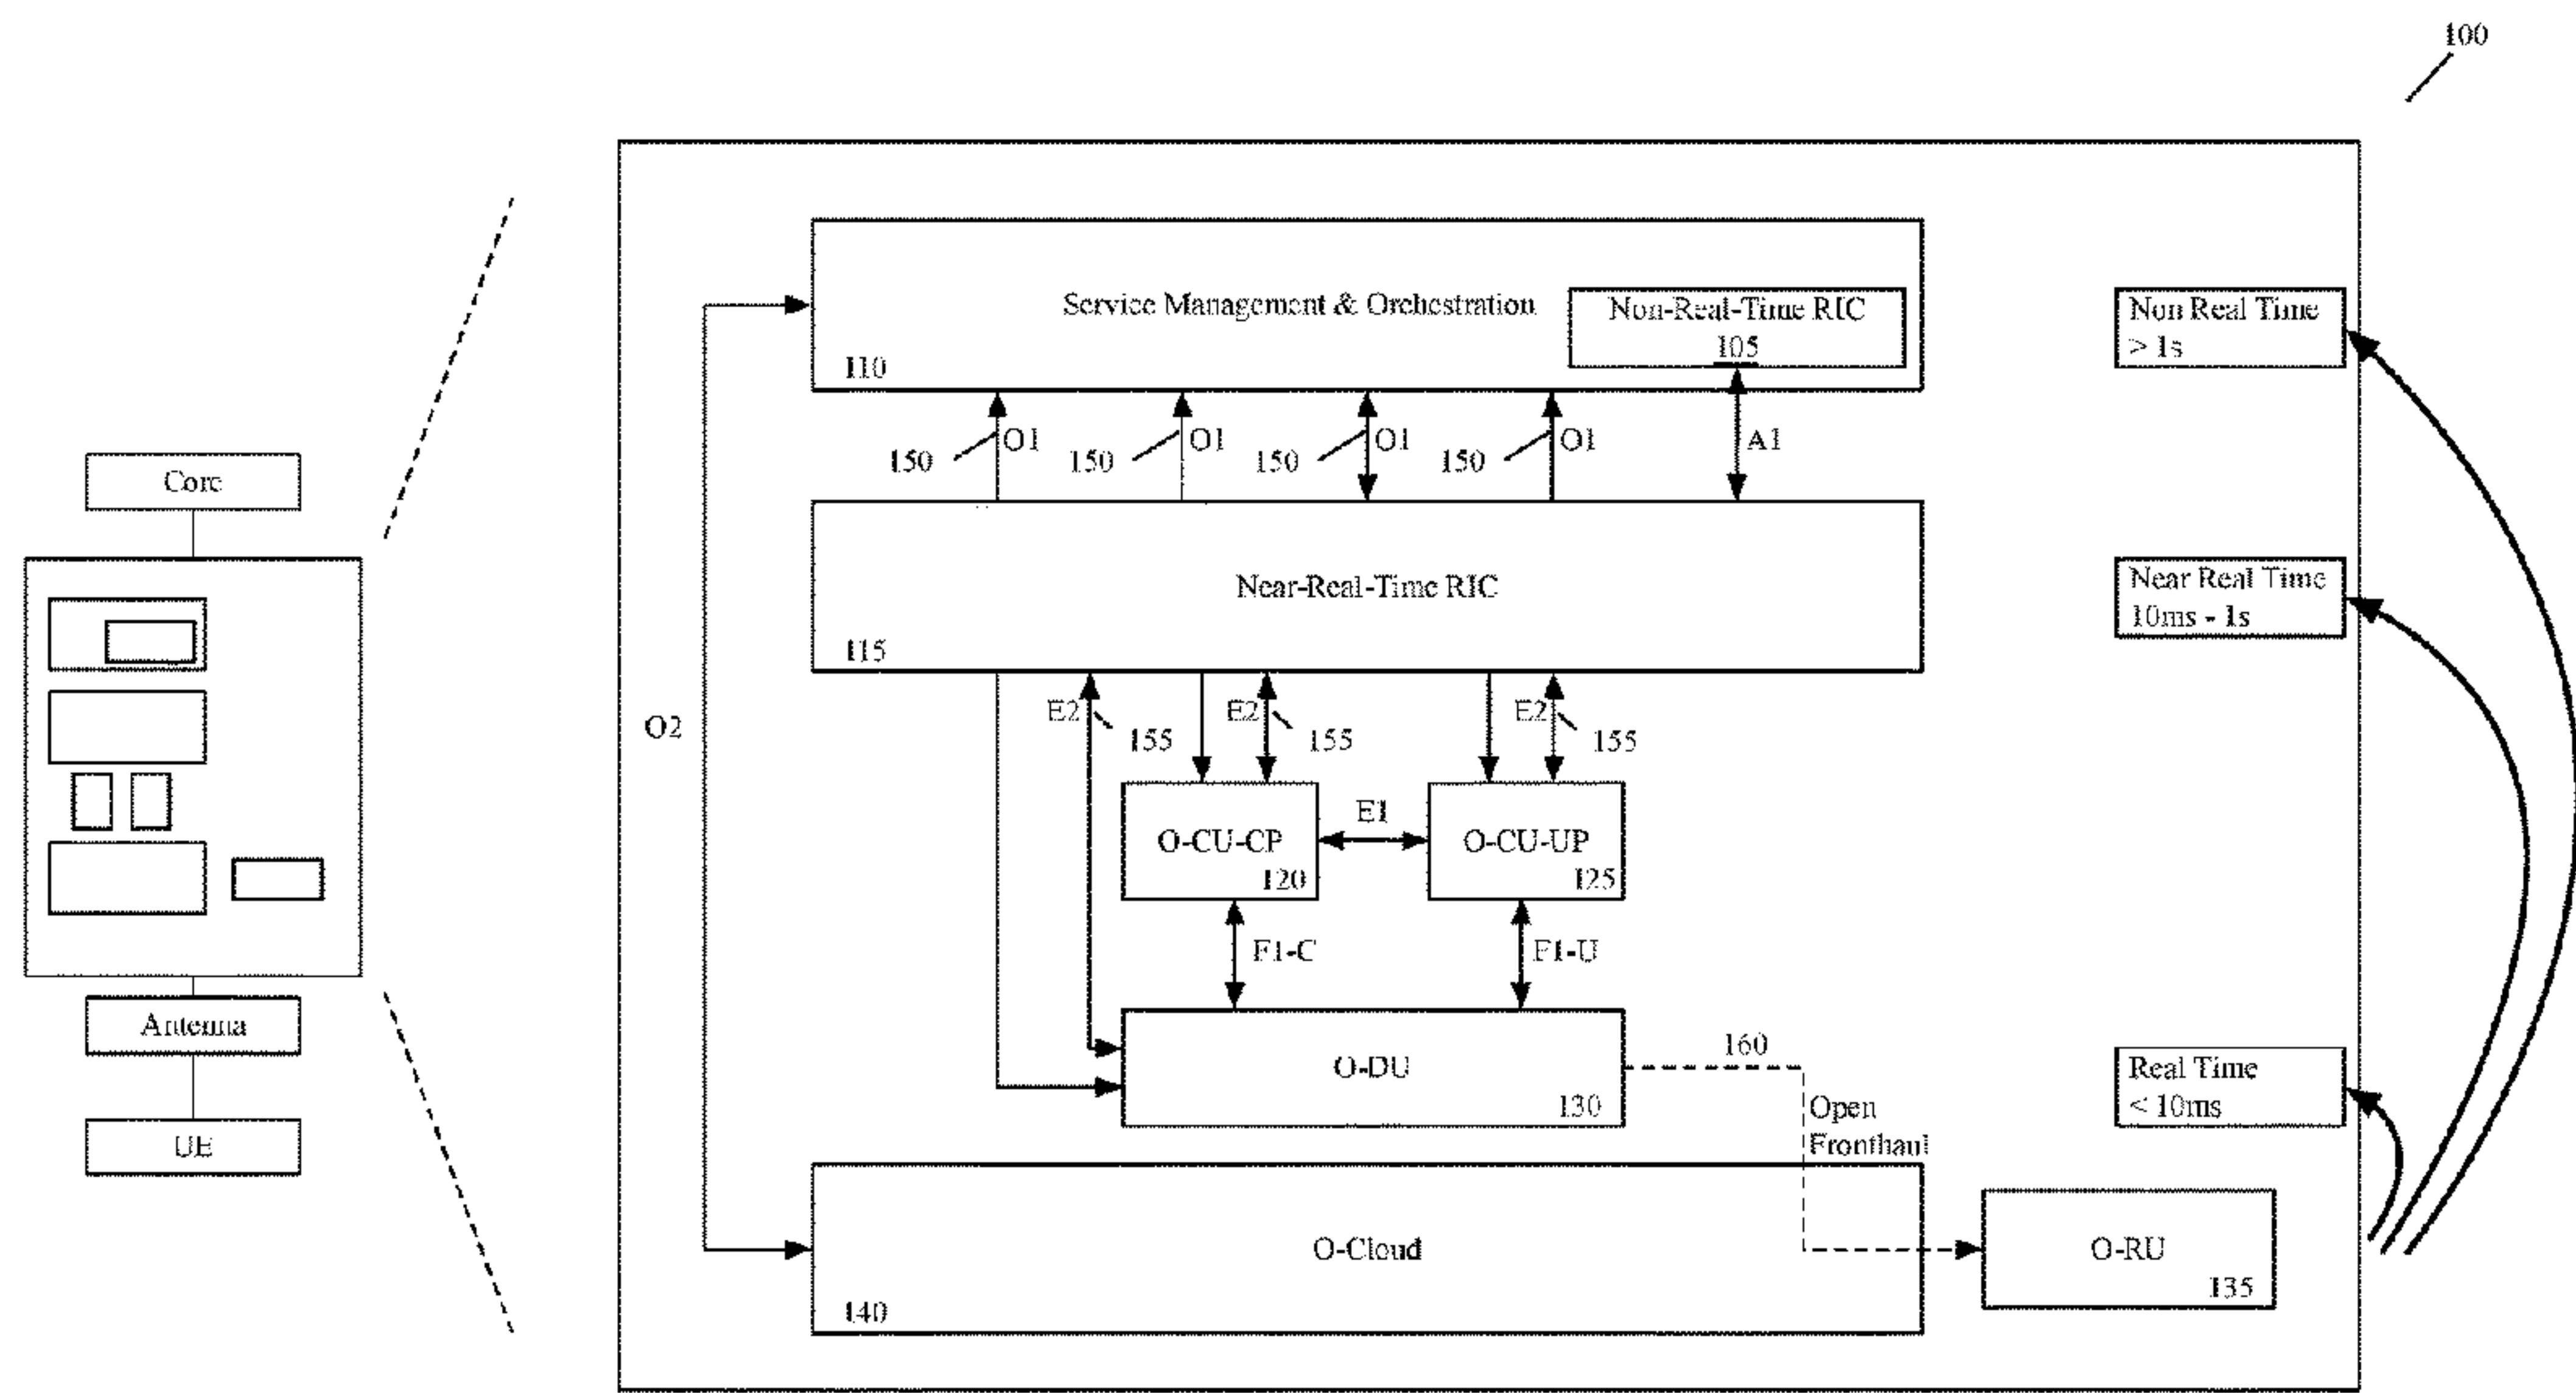 100
Service Management & Orchestration
110
Non-Real-Time RIC
105
Non Real Time
> 1s
150
O1
150
O1
150
O1
150
O1
A1
Core
Near-Real-Time RIC
115
Near Real Time
10ms - 1s
O2
E2
155
E2
155
E2
155
O-CU-CP
120
E1
O-CU-UP
125
F1-C
F1-U
Antenna
UE
O-DU
130
160
Open
Fronthaul
Real Time
< 10ms
O-Cloud
140
O-RU
135